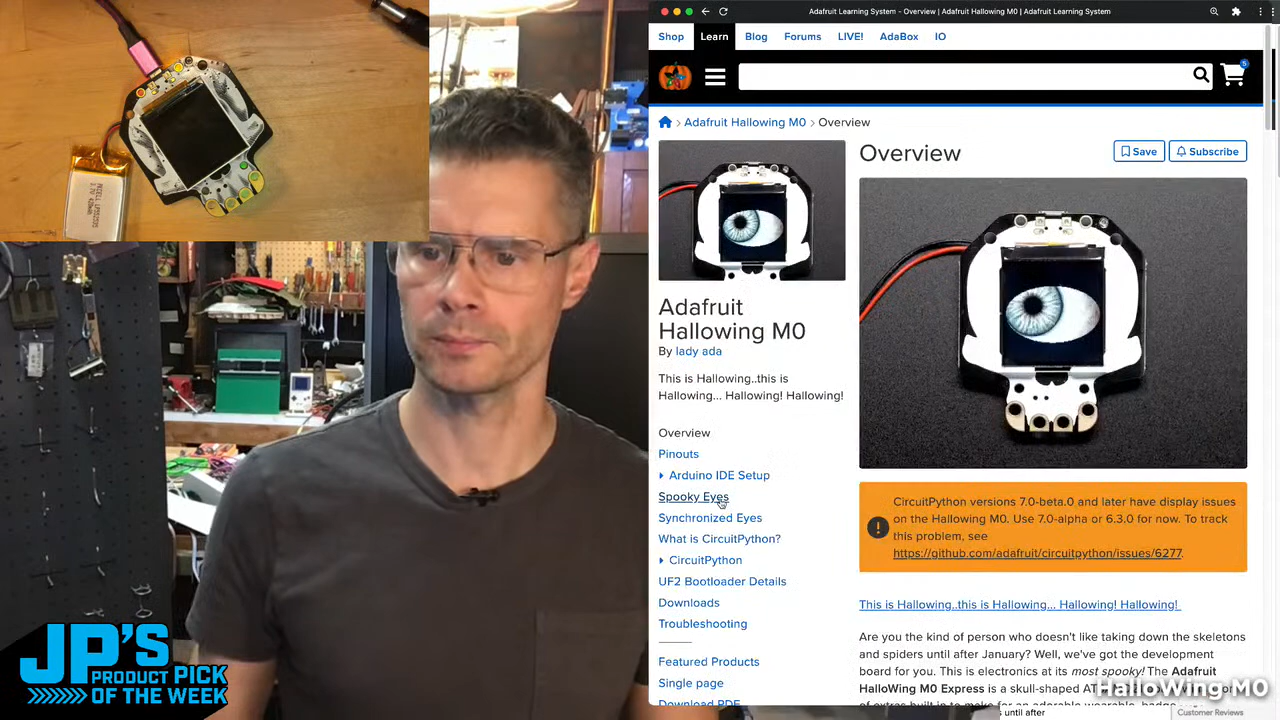 Adafruit Learning System - Overview | Adafruit Hallowing M0 | Adafruit Learning System
Shop Learn Blog Forums LIVE! AdaBox IO
5
Adafruit Hallowing M0 > Overview
Overview
Save
Subscribe
Adafruit
Hallowing M0
By lady ada
This is Hallowing..this is
Hallowing... Hallowing! Hallowing!
Overview
Pinouts
Arduino IDE Setup
Spooky Eyes
Synchronized Eyes
What is CircuitPython?
CircuitPython
UF2 Bootloader Details
Downloads
Troubleshooting
Featured Products
Single page
Download PDF
CircuitPython versions 7.0-beta.0 and later have display issues
on the Hallowing M0. Use 7.0-alpha or 6.3.0 for now. To track
this problem, see
https://github.com/adafruit/circuitpython/issues/6277.
This is Hallowing..this is Hallowing... Hallowing! Hallowing!
Are you the kind of person who doesn't like taking down the skeletons
and spiders until after January? Well, we've got the development
board for you. This is electronics at its most spooky! The Adafruit
HalloWing M0 Express is a skull-shaped
HalloWing M0
s until after
Customer Reviews
JP'S
PRODUCT PICK
OF THE WEEK